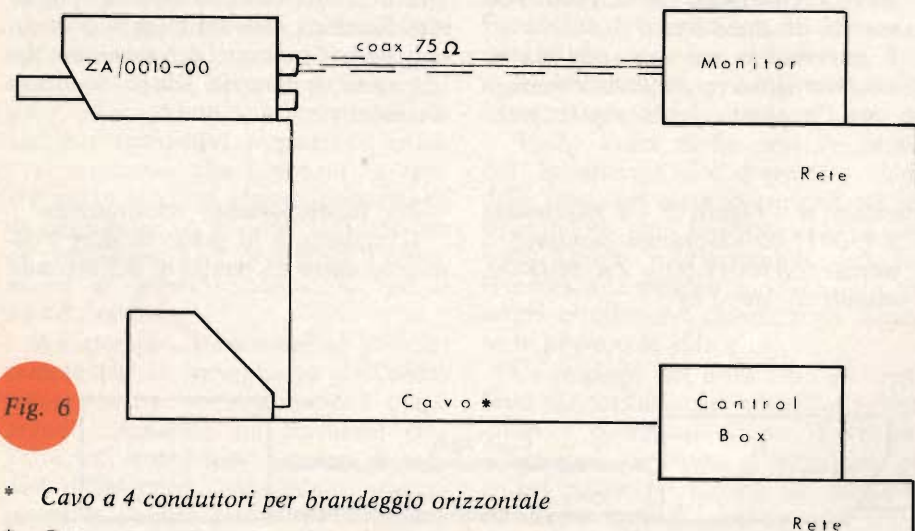 ZA/0010-00
coax 75 Ω
Monitor
Rete
Fig. 6
Cavo *
Control
Box
* Cavo a 4 conduttori per brandeggio orizzontale
Rete